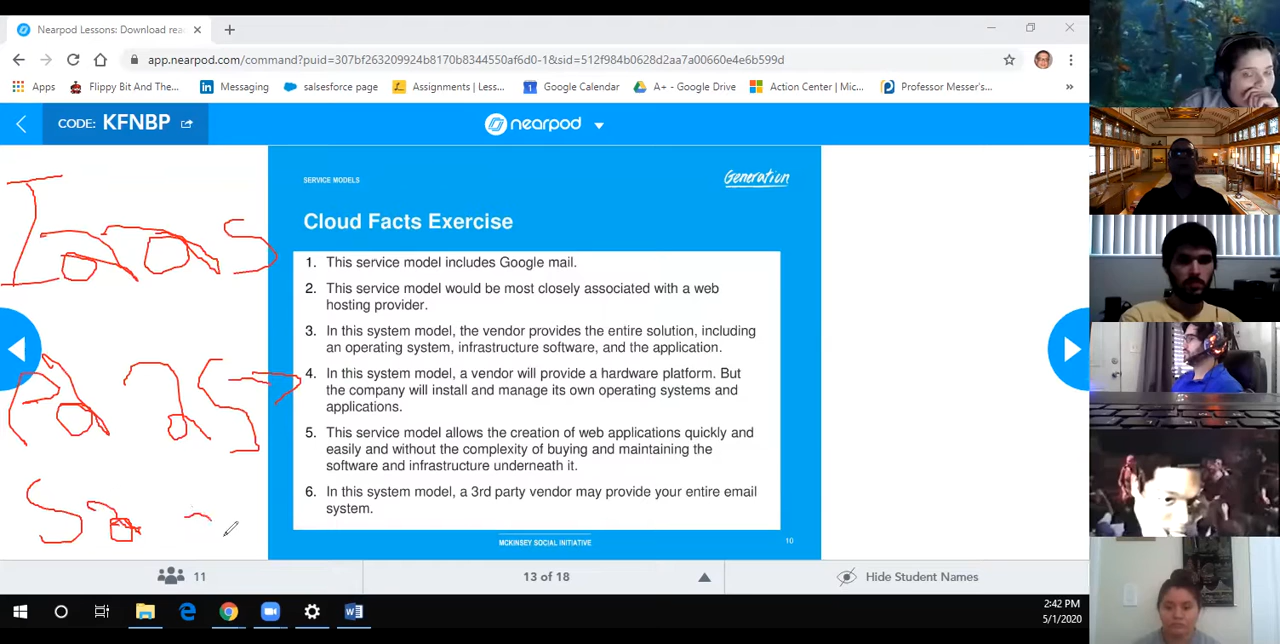 Nearpod Lessons: Download rea
app.nearpod.com/command?puid=307bf263209924b8170b8344550af6d0-1&sid=512f984b0628d2aa7a00660e4e6b599d
Apps Flippy Bit And The... Messaging salsesforce page Assignments | Less... Google Calendar A+ - Google Drive Action Center | Mic... Professor Messer's... »
CODE: KFNBP nearpod
SERVICE MODELS Generation
Cloud Facts Exercise
1. This service model includes Google mail.
2. This service model would be most closely associated with a web
hosting provider.
3. In this system model, the vendor provides the entire solution, including
an operating system, infrastructure software, and the application.
4. In this system model, a vendor will provide a hardware platform. But
the company will install and manage its own operating systems and
applications.
5. This service model allows the creation of web applications quickly and
easily and without the complexity of buying and maintaining the
software and infrastructure underneath it.
6. In this system model, a 3rd party vendor may provide your entire email
system.
MCKINSEY SOCIAL INITIATIVE 10
Iaas
Paas
Sa
11 13 of 18 Hide Student Names
2:42 PM
5/1/2020